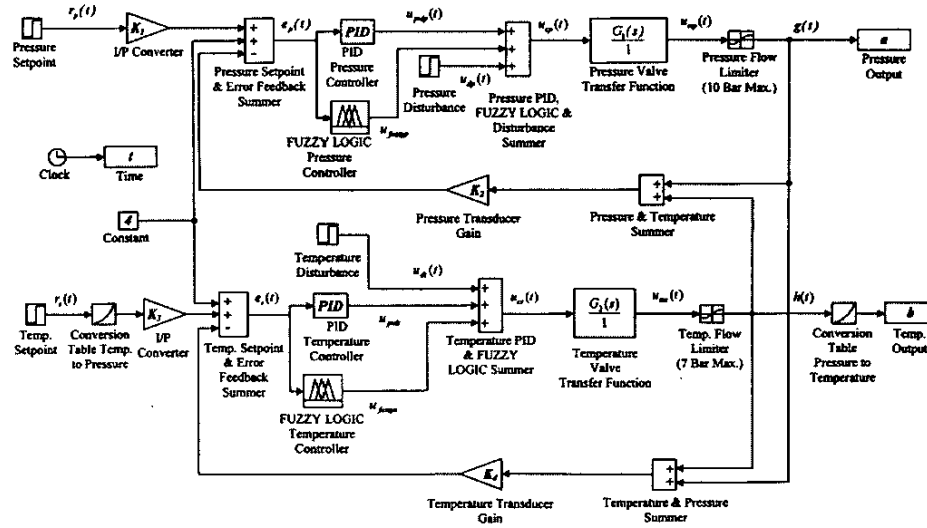 r_p(t)
Pressure
Setpoint
K_1
I/P Converter
+
+
-
e_p(t)
Pressure Setpoint
& Error Feedback
Summer
PID
PID
Pressure
Controller
FUZZY LOGIC
Pressure
Controller
Pressure
Disturbance
u_dp(t)
+
+
+
u_cp(t)
Pressure PID,
FUZZY LOGIC &
Disturbance
Summer
G_1(s)
1
Pressure Valve
Transfer Function
Pressure Flow
Limiter
(10 Bar Max.)
g(t)
a
Pressure
Output
Clock
t
Time
4
Constant
K_2
Pressure Transducer
Gain
+
+
Pressure & Temperature
Summer
Temperature
Disturbance
r_t(t)
Temp.
Setpoint
Conversion
Table Temp.
to Pressure
K_3
I/P
Converter
+
+
-
e_t(t)
Temp. Setpoint
& Error
Feedback
Summer
PID
PID
Temperature
Controller
FUZZY LOGIC
Temperature
Controller
u_dt(t)
+
+
+
u_ct(t)
Temperature PID
& FUZZY
LOGIC Summer
G_2(s)
1
Temperature
Valve
Transfer Function
Temp. Flow
Limiter
(7 Bar Max.)
h(t)
Conversion
Table
Pressure to
Temperature
b
Temp.
Output
K_4
Temperature Transducer
Gain
+
+
Temperature & Pressure
Summer